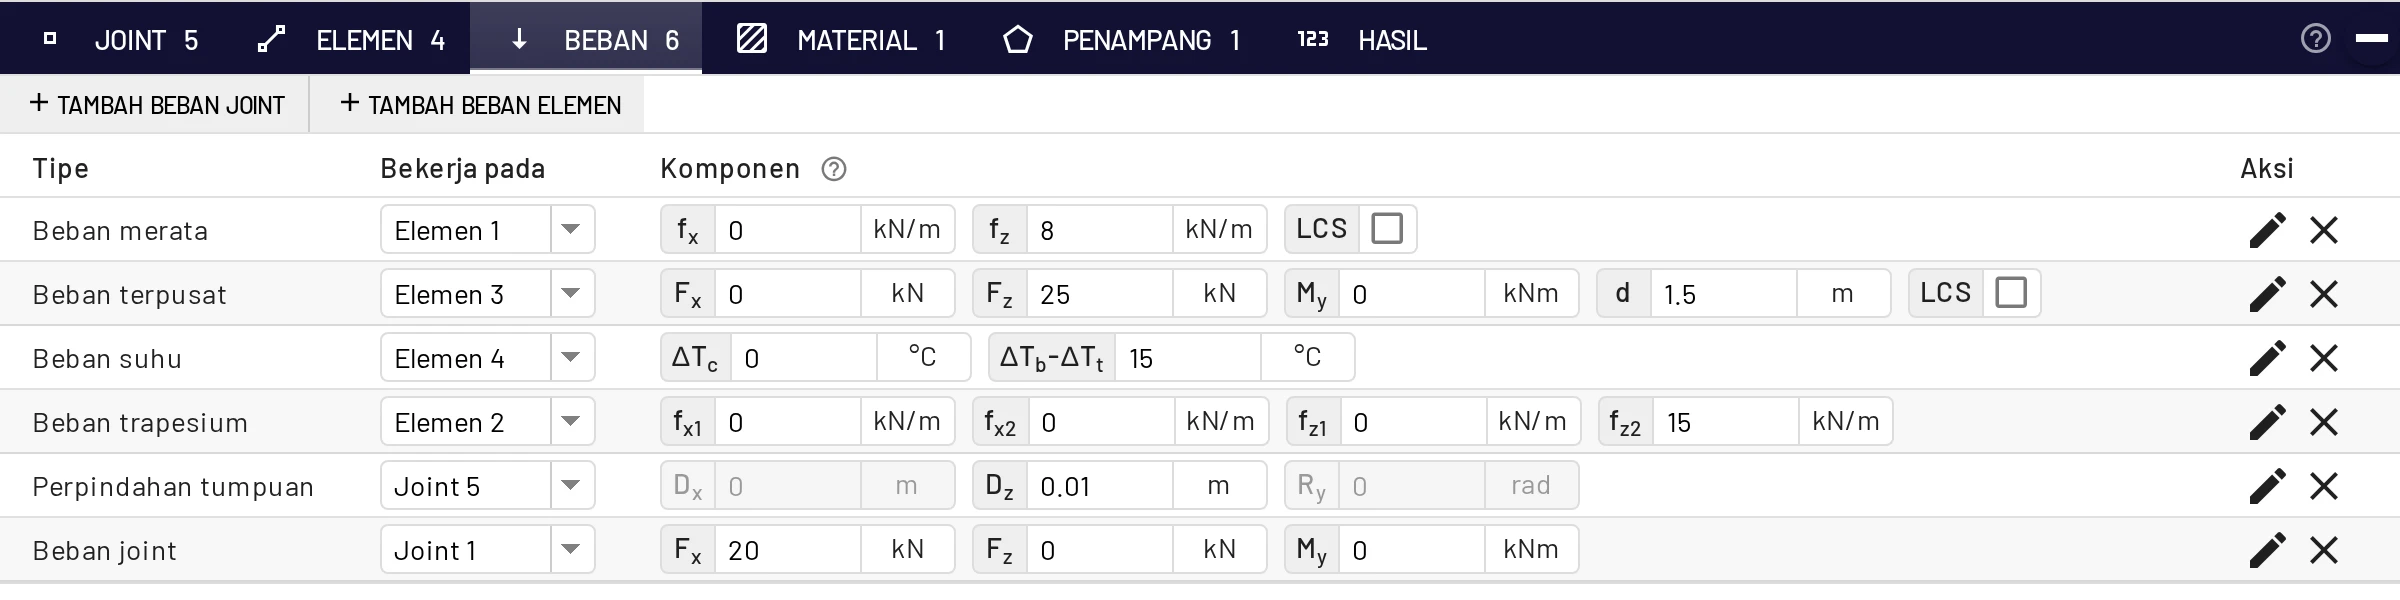 JOINT 5 ELEMEN 4 BEBAN 6 MATERIAL 1 PENAMPANG 1 123 HASIL ?
+ TAMBAH BEBAN JOINT + TAMBAH BEBAN ELEMEN
Tipe Bekerja pada Komponen ? Aksi
Beban merata Elemen 1 fx 0 kN/m fz 8 kN/m LCS
Beban terpusat Elemen 3 Fx 0 kN Fz 25 kN My 0 kNm d 1.5 m LCS
Beban suhu Elemen 4 ΔTc 0 °C ΔTb-ΔTt 15 °C
Beban trapesium Elemen 2 fx1 0 kN/m fx2 0 kN/m fz1 0 kN/m fz2 15 kN/m
Perpindahan tumpuan Joint 5 Dx 0 m Dz 0.01 m Ry 0 rad
Beban joint Joint 1 Fx 20 kN Fz 0 kN My 0 kNm